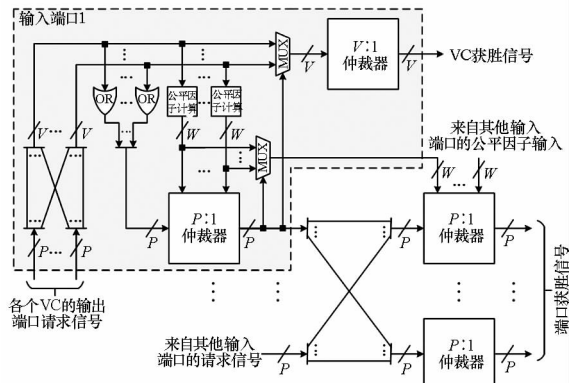 输入端口1
MUX
V
V:1
仲裁器
V
VC获胜信号
OR
...
OR
公平因
子计算
公平因
子计算
V
...
V
W
...
W
MUX
来自其他输入
端口的公平因子输入
W
...
W
P:1
仲裁器
P
P
P
P:1
仲裁器
P
P
...
P
各个VC的输出
端口请求信号
来自其他输入
端口的请求信号
P
P
P:1
仲裁器
P
端口获胜信号